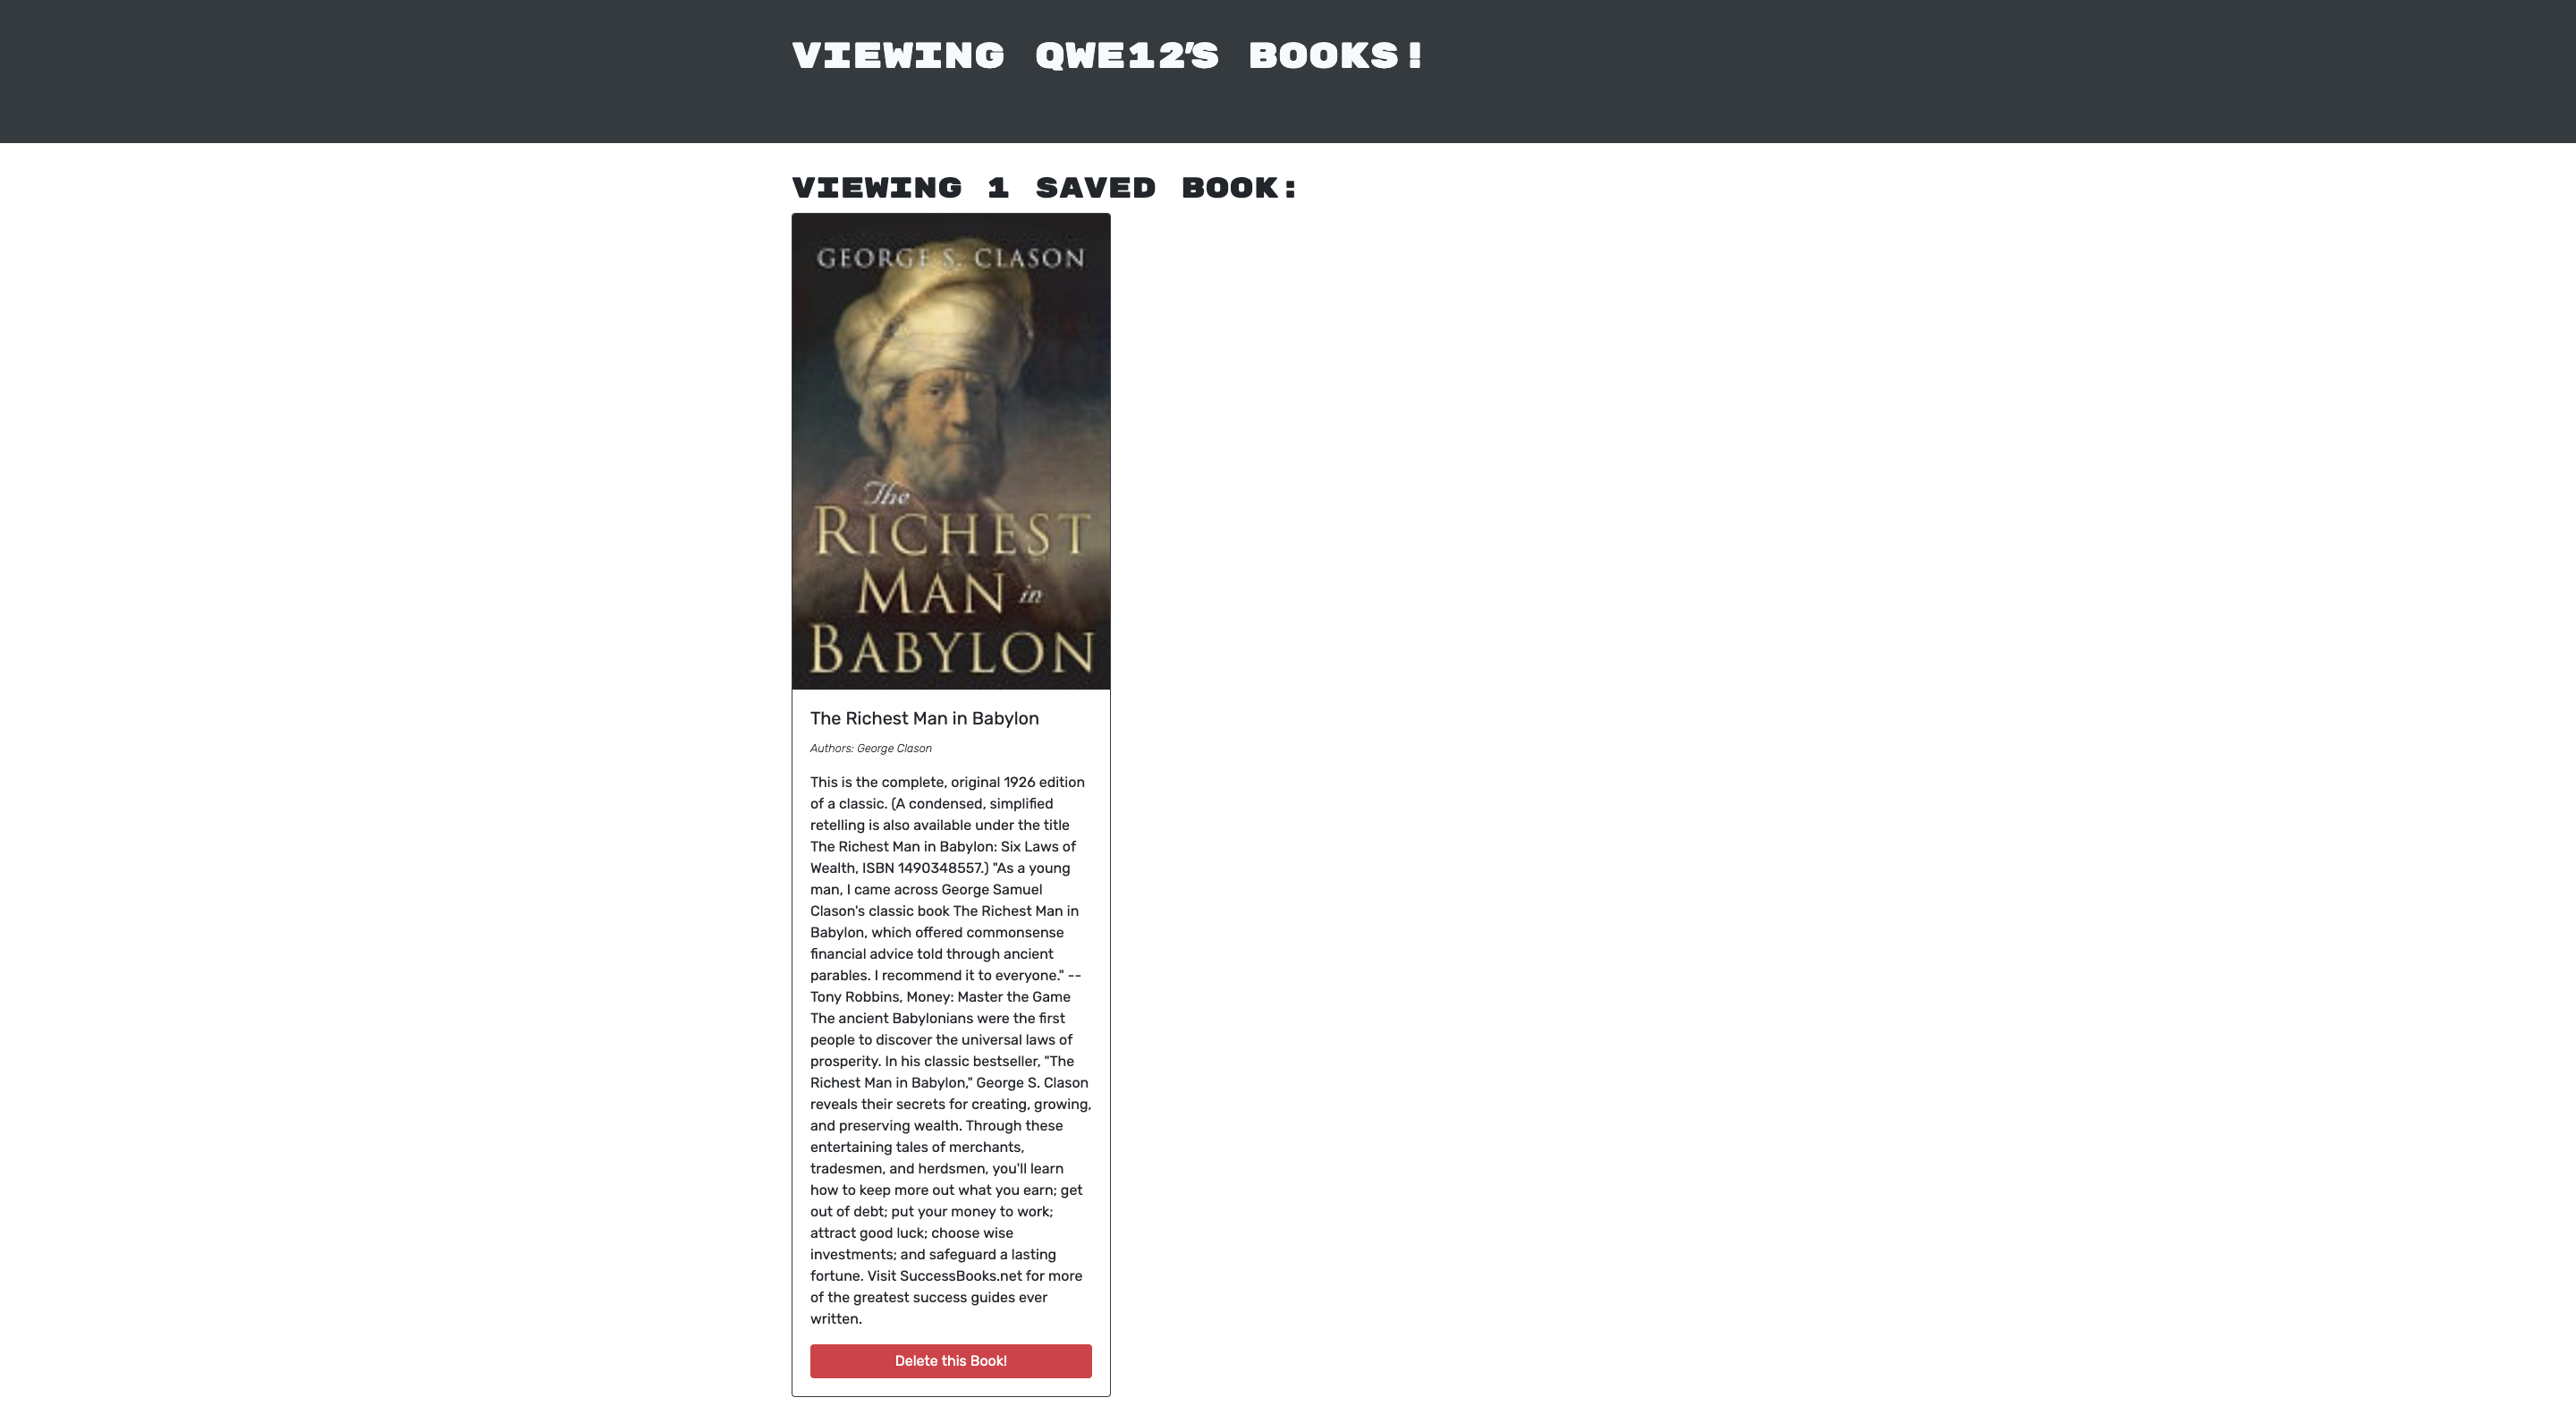 VIEWING QWE12'S BOOKS!
VIEWING 1 SAVED BOOK:
GEORGE S. CLASON
The
RICHEST
MAN in
BABYLON
The Richest Man in Babylon
Authors: George Clason
This is the complete, original 1926 edition
of a classic. (A condensed, simplified
retelling is also available under the title
The Richest Man in Babylon: Six Laws of
Wealth, ISBN 1490348557.) "As a young
man, I came across George Samuel
Clason's classic book The Richest Man in
Babylon, which offered commonsense
financial advice told through ancient
parables. I recommend it to everyone." --
Tony Robbins, Money: Master the Game
The ancient Babylonians were the first
people to discover the universal laws of
prosperity. In his classic bestseller, "The
Richest Man in Babylon," George S. Clason
reveals their secrets for creating, growing,
and preserving wealth. Through these
entertaining tales of merchants,
tradesmen, and herdsmen, you'll learn
how to keep more out what you earn; get
out of debt; put your money to work;
attract good luck; choose wise
investments; and safeguard a lasting
fortune. Visit SuccessBooks.net for more
of the greatest success guides ever
written.
Delete this Book!